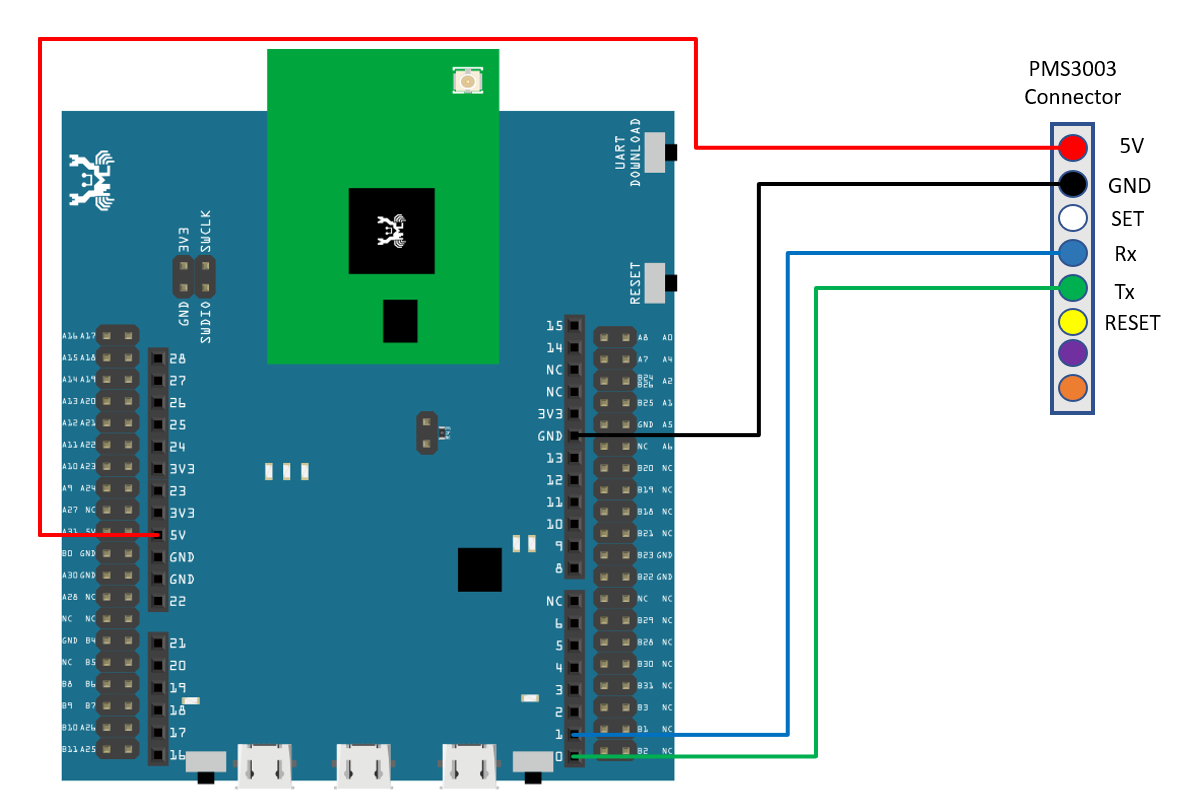 PMS3003
Connector
5V
GND
SET
Rx
Tx
RESET
UART
DOWNLOAD
RESET
3V3
SWCLK
GND
SWDIO
A16 A17
A15 A18
A14 A19
A13 A20
A12 A21
A11 A22
A10 A23
A9 A24
A27 NC
A31 5V
B0 GND
A30 GND
A28 NC
NC NC
GND B4
NC B5
B8 B6
B9 B7
B10 A26
B11 A25
28
27
26
25
24
3V3
23
3V3
5V
GND
GND
22
21
20
19
18
17
16
15
14
NC
NC
3V3
GND
13
12
11
10
9
8
NC
6
5
4
3
2
1
0
A8 A0
A7 A4
A2
B25 A1
GND A5
NC A6
B20 NC
B19 NC
B18 NC
B21 NC
B23 GND
B22 GND
NC NC
B29 NC
B28 NC
B30 NC
B31 NC
B3 NC
B1 NC
B2 NC